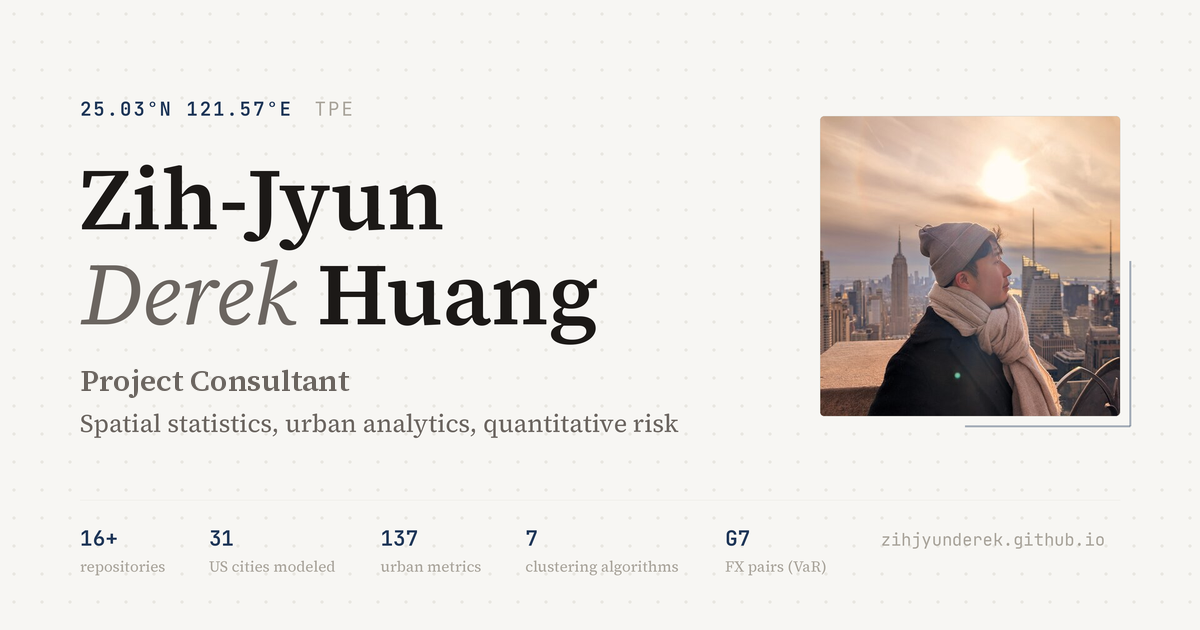 25.03°N 121.57°E TPE
Zih-Jyun
Derek Huang
Project Consultant
Spatial statistics, urban analytics, quantitative risk
16+
repositories
31
US cities modeled
137
urban metrics
7
clustering algorithms
G7
FX pairs (VaR)
zihjyunderek.github.io